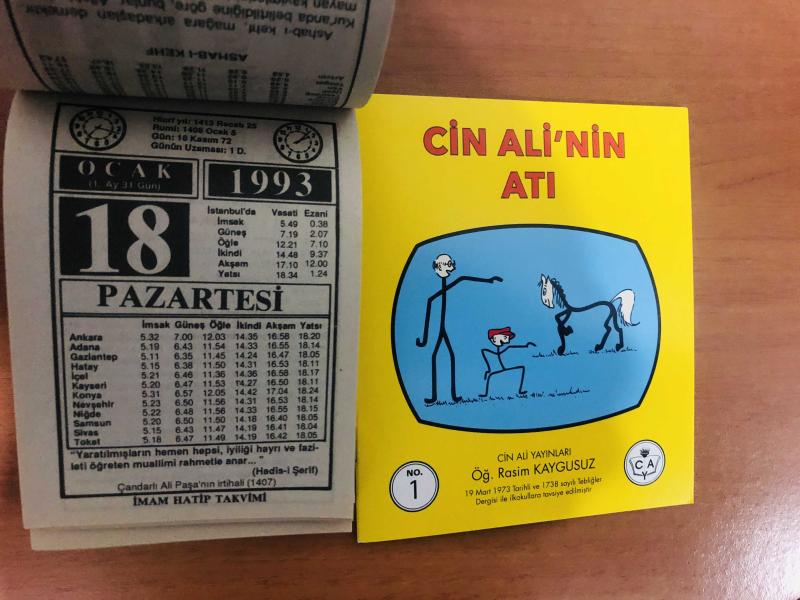 mayan kavimler
Kur'anda belirtildiğine göre, bunlar
Ashab-ı kehf, mağara arkadaşları demektir.
ASHAB-I KEHF
Hicri yıl: 1413 Receb 25
Rumi: 1408 Ocak 5
Gün: 18 Kasım 72
Günün Uzaması: 1 D.
OCAK
(1. Ay 31 Gün)
1993
18
İstanbul'da Vasati Ezani
İmsak 5.49 0.38
Güneş 7.19 2.07
Öğle 12.21 7.10
İkindi 14.48 9.37
Akşam 17.10 12.00
Yatsı 18.34 1.24
PAZARTESİ
İmsak Güneş Öğle İkindi Akşam Yatsı
Ankara 5.32 7.00 12.03 14.35 16.58 18.20
Adana 5.19 6.43 11.54 14.33 16.55 18.14
Gaziantep 5.11 6.35 11.45 14.24 16.47 18.05
Hatay 5.15 6.38 11.50 14.31 16.53 18.11
İçel 5.21 6.46 11.36 14.36 16.58 18.17
Kayseri 5.20 6.47 11.53 14.27 16.50 18.11
Konya 5.31 6.57 12.05 14.42 17.04 18.24
Nevşehir 5.23 6.50 11.56 14.31 16.53 18.14
Niğde 5.22 6.48 11.56 14.33 16.55 18.15
Samsun 5.20 6.50 11.50 14.18 16.40 18.05
Sivas 5.15 6.43 11.47 14.19 16.41 18.04
Tokat 5.18 6.47 11.49 14.19 16.42 18.05
"Yaratılmışların hemen hepsi, iyiliği hayrı ve fazi-
leti öğreten muallimi rahmetle anar..."
(Hadis-i Şerif)
Çandarlı Ali Paşa'nın irtihali (1407)
İMAM HATİP TAKVİMİ
CİN ALİ'NİN
ATI
NO.
1
CİN ALİ YAYINLARI
Öğ. Rasim KAYGUSUZ
19 Mart 1973 Tarihli ve 1738 sayılı Tebliğler
Dergisi ile ilkokullara tavsiye edilmiştir
C A
Y